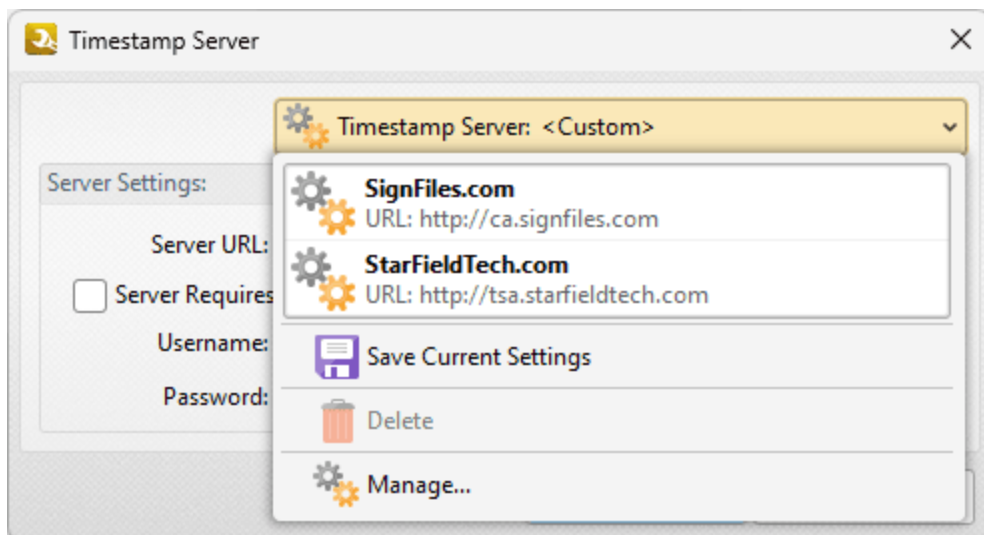 Timestamp Server
Timestamp Server: <Custom>
Server Settings:
SignFiles.com
URL: http://ca.signfiles.com
Server URL:
StarFieldTech.com
Server Requires
URL: http://tsa.starfieldtech.com
Username:
Save Current Settings
Password:
Delete
Manage...